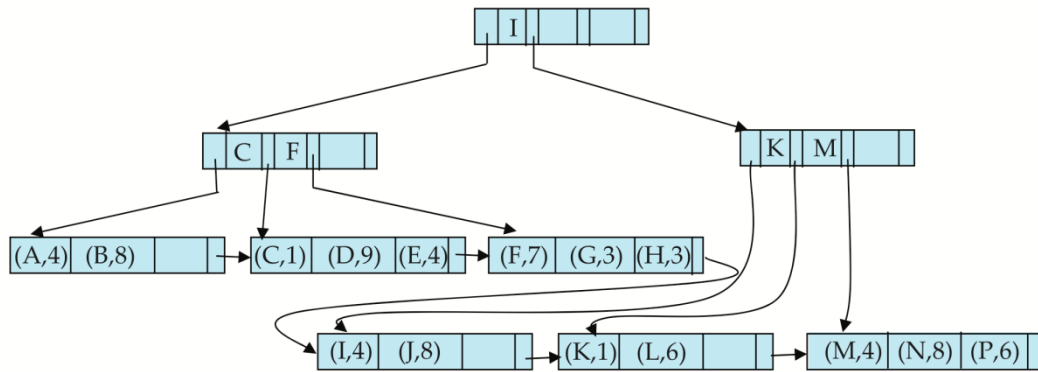 I
C F
K M
(A,4) (B,8)
(C,1) (D,9) (E,4)
(F,7) (G,3) (H,3)
(I,4) (J,8)
(K,1) (L,6)
(M,4) (N,8) (P,6)